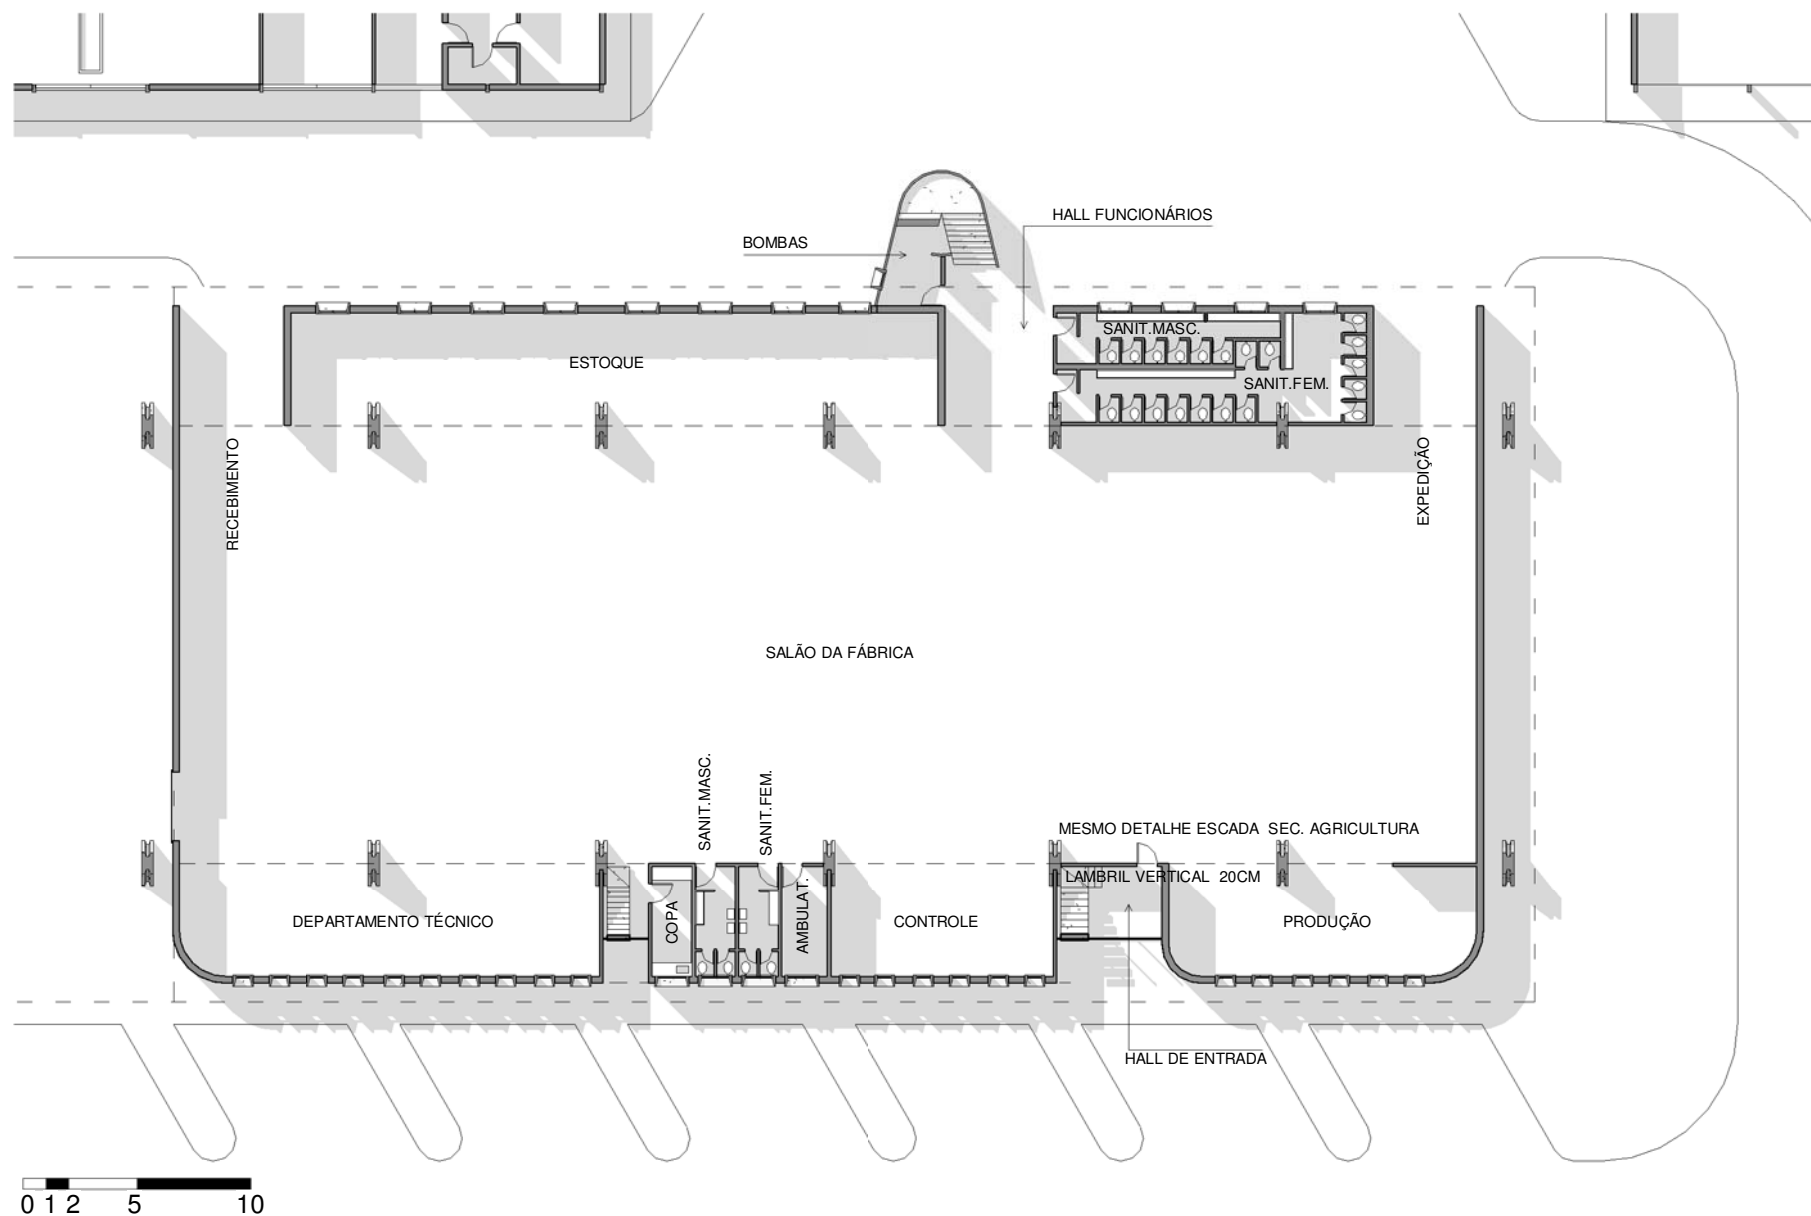 HALL FUNCIONÁRIOS
BOMBAS
SANIT.MASC.
ESTOQUE
SANIT.FEM.
RECEBIMENTO
EXPEDIÇÃO
SALÃO DA FÁBRICA
SANIT.MASC.
SANIT.FEM.
MESMO DETALHE ESCADA SEC. AGRICULTURA
LAMBRIL VERTICAL 20CM
DEPARTAMENTO TÉCNICO
COPA
AMBULAT.
CONTROLE
PRODUÇÃO
HALL DE ENTRADA
0 1 2 5 10